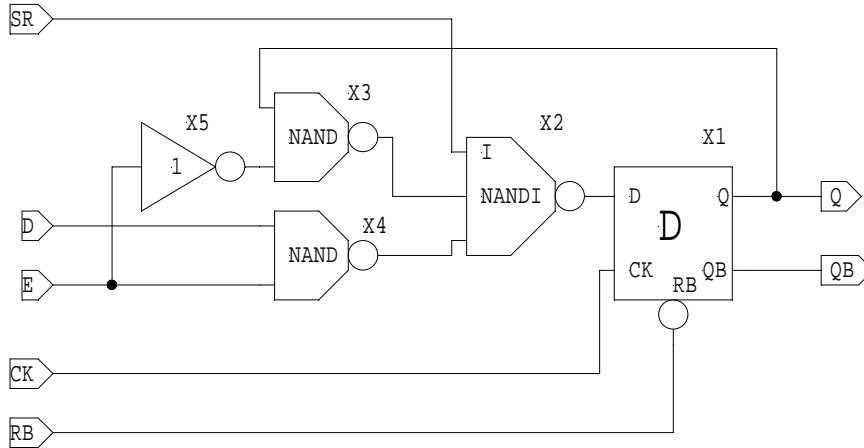 SR
X3
X5
X2
X1
NAND
I
1
NANDI
D
Q
Q
D
X4
D
NAND
E
CK
QB
QB
RB
CK
RB